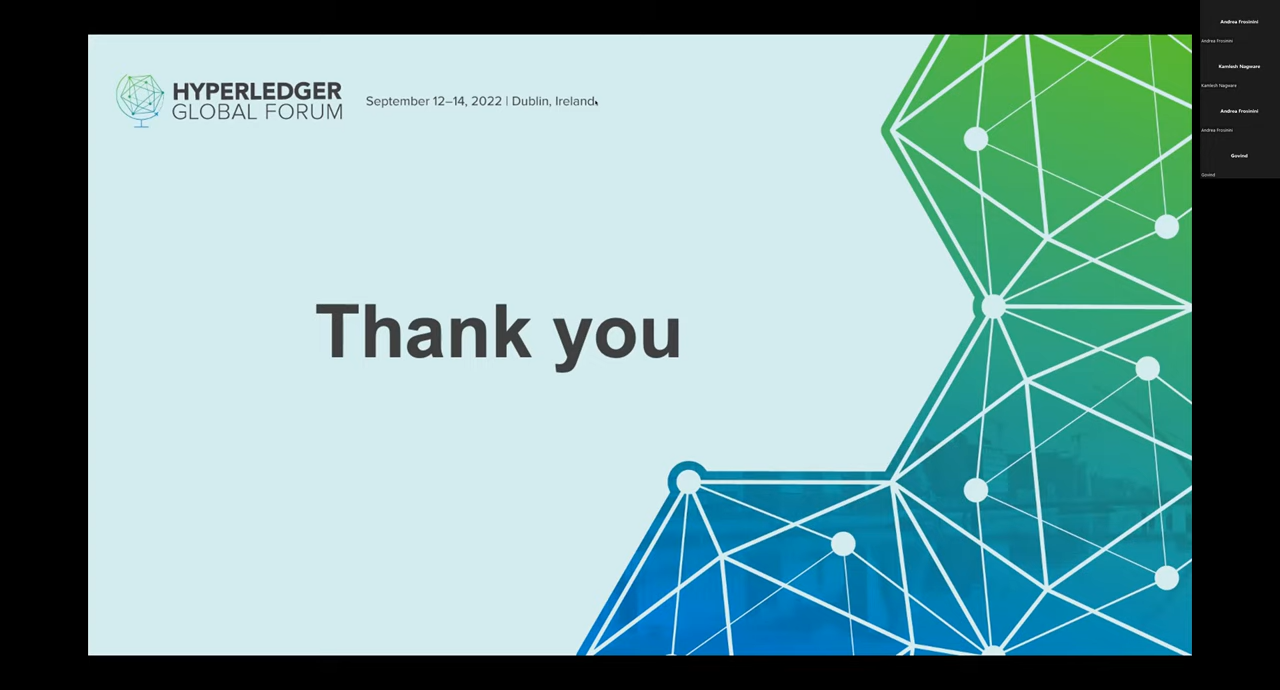 HYPERLEDGER
GLOBAL FORUM
September 12–14, 2022 | Dublin, Ireland
Thank you
Andrea Frosinini
Andrea Frosinini
Kamlesh Nagware
Kamlesh Nagware
Andrea Frosinini
Andrea Frosinini
Govind
Govind